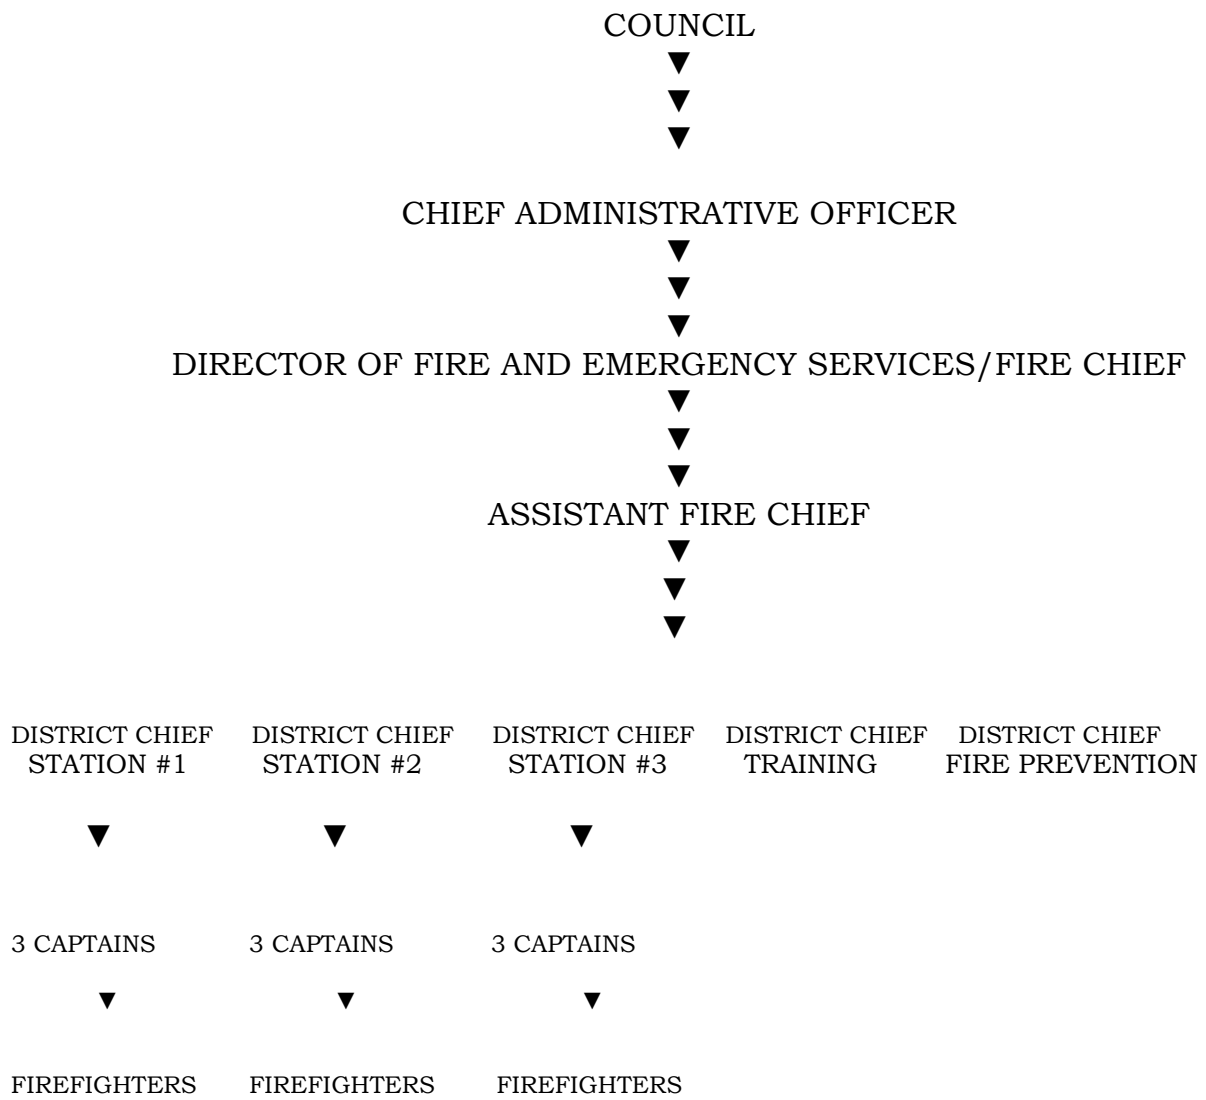 COUNCIL
CHIEF ADMINISTRATIVE OFFICER
DIRECTOR OF FIRE AND EMERGENCY SERVICES/FIRE CHIEF
ASSISTANT FIRE CHIEF
DISTRICT CHIEF DISTRICT CHIEF DISTRICT CHIEF DISTRICT CHIEF DISTRICT CHIEF
STATION #1 STATION #2 STATION #3 TRAINING FIRE PREVENTION
3 CAPTAINS 3 CAPTAINS 3 CAPTAINS
FIREFIGHTERS FIREFIGHTERS FIREFIGHTERS